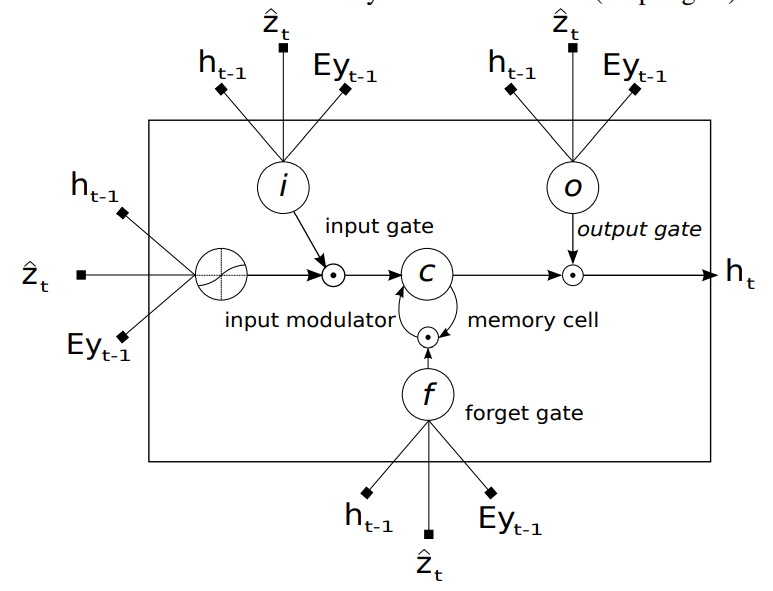 ẑt ẑt
ht-1 Eyt-1 ht-1 Eyt-1
i o
ht-1
input gate output gate
ẑt c ht
input modulator memory cell
Eyt-1
f
forget gate
ht-1 Eyt-1
ẑt